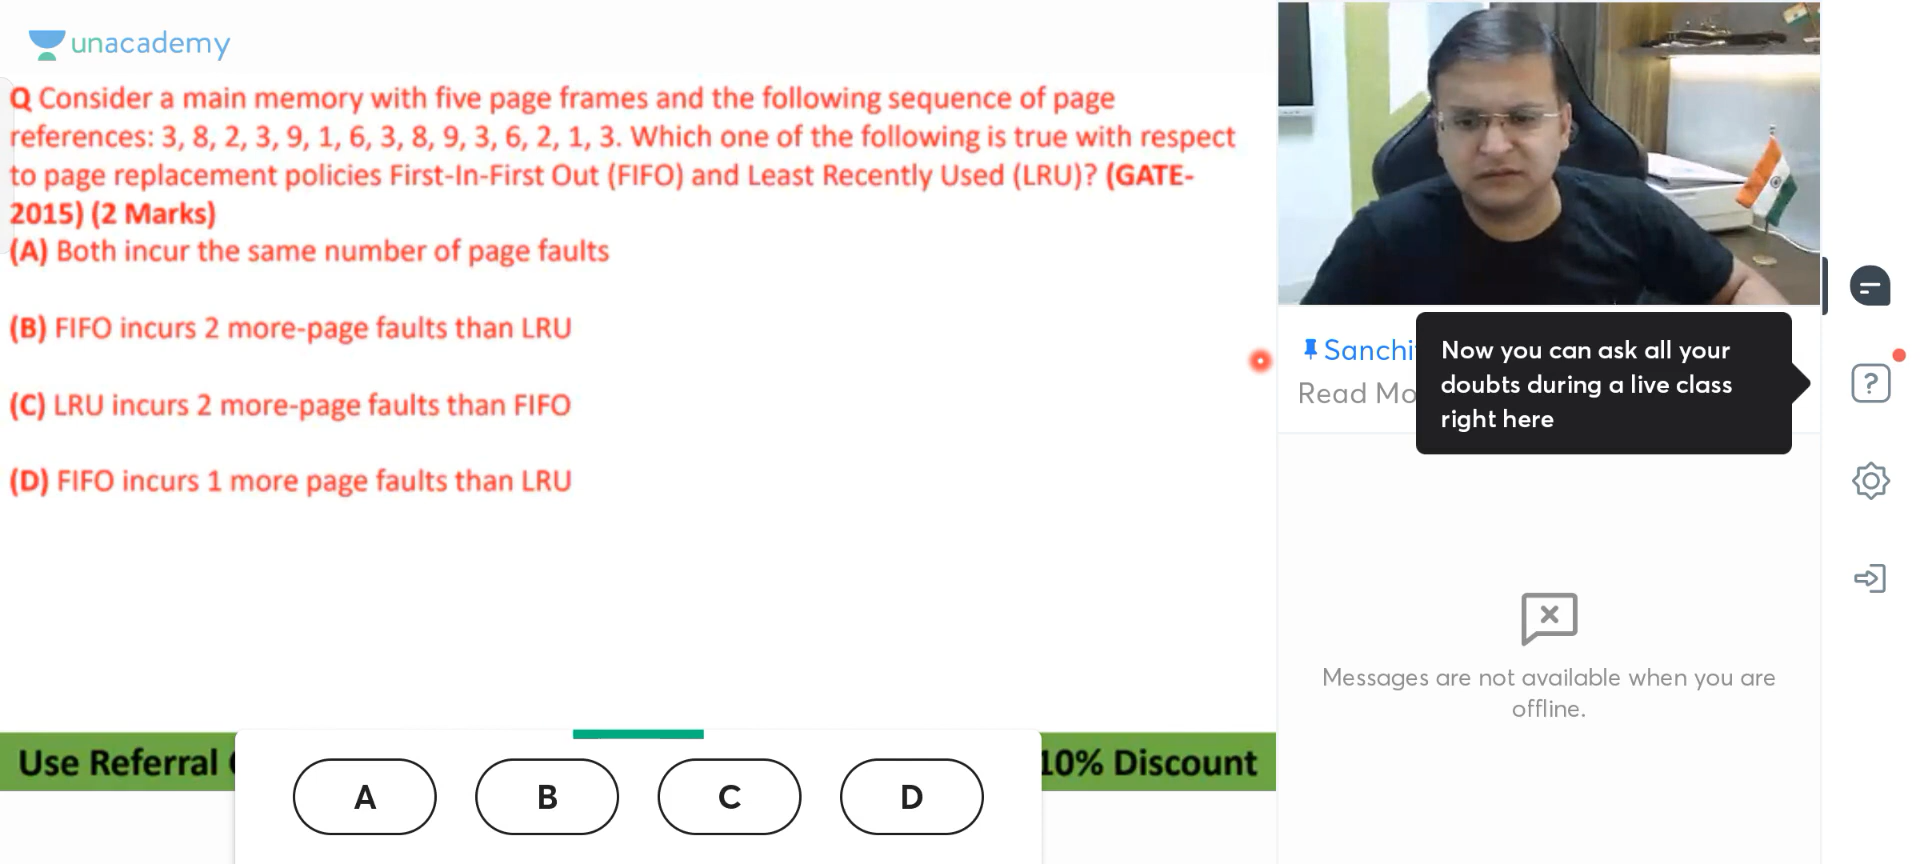 unacademy
Q Consider a main memory with five page frames and the following sequence of page
references: 3, 8, 2, 3, 9, 1, 6, 3, 8, 9, 3, 6, 2, 1, 3. Which one of the following is true with respect
to page replacement policies First-In-First Out (FIFO) and Least Recently Used (LRU)? (GATE-
2015) (2 Marks)
(A) Both incur the same number of page faults
(B) FIFO incurs 2 more-page faults than LRU
(C) LRU incurs 2 more-page faults than FIFO
(D) FIFO incurs 1 more page faults than LRU
Use Referral
10% Discount
A
B
C
D
Sanchi
Read Mo
Now you can ask all your
doubts during a live class
right here
?
Messages are not available when you are
offline.